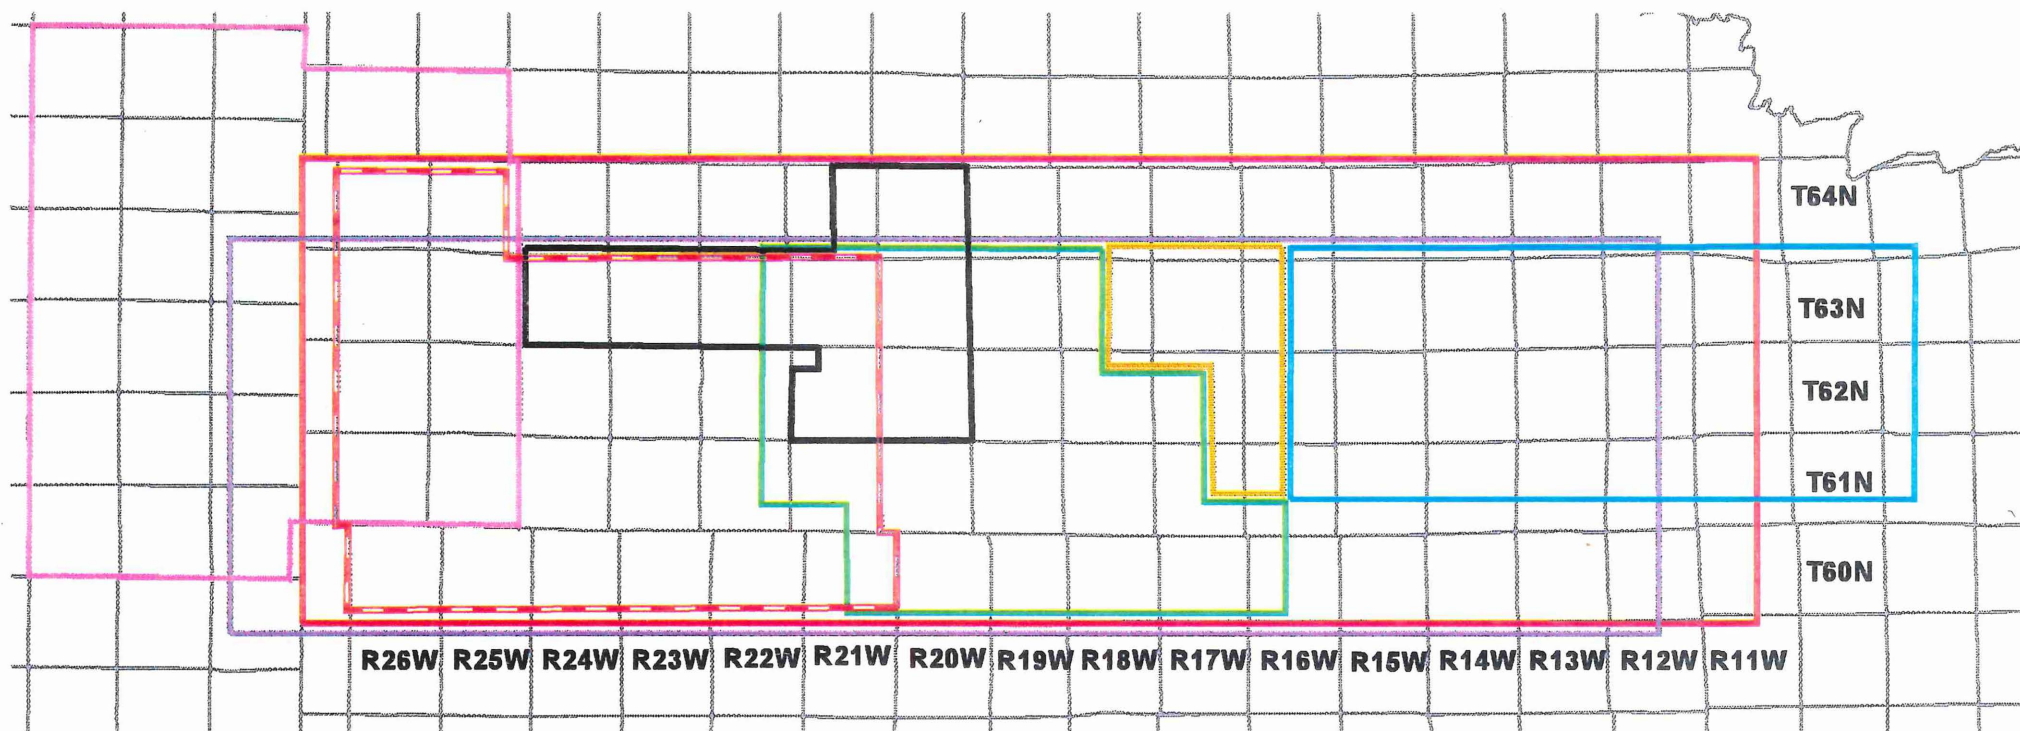 T64N
T63N
T62N
T61N
T60N
R26W R25W R24W R23W R22W R21W R20W R19W R18W R17W R16W R15W R14W R13W R12W R11W